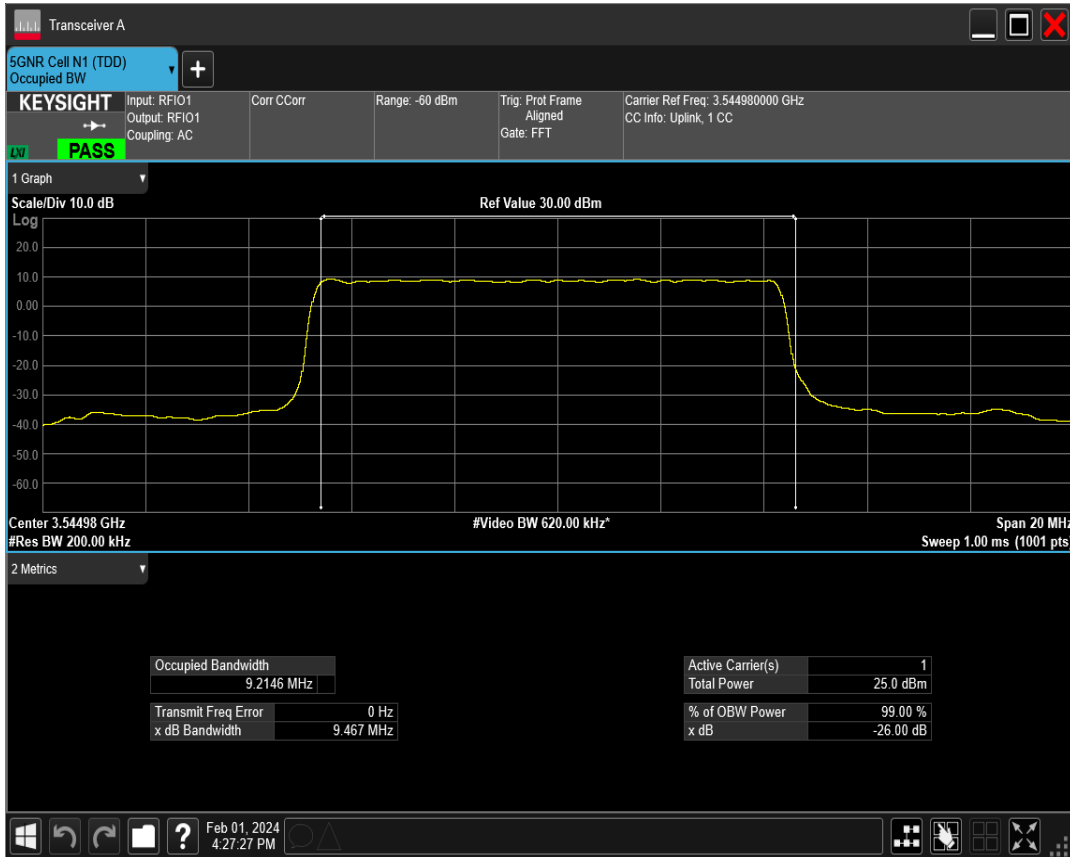 Transceiver A
5GNR Cell N1 (TDD)
Occupied BW
+
KEYSIGHT
LXI
PASS
Input: RFIO1
Output: RFIO1
Coupling: AC
Corr CCorr
Range: -60 dBm
Trig: Prot Frame
Aligned
Gate: FFT
Carrier Ref Freq: 3.544980000 GHz
CC Info: Uplink, 1 CC
1 Graph
Scale/Div 10.0 dB
Ref Value 30.00 dBm
Log
20.0
10.0
0.00
-10.0
-20.0
-30.0
-40.0
-50.0
-60.0
Center 3.54498 GHz
#Video BW 620.00 kHz*
Span 20 MHz
#Res BW 200.00 kHz
Sweep 1.00 ms (1001 pts)
2 Metrics
Occupied Bandwidth
9.2146 MHz
Transmit Freq Error 0 Hz
x dB Bandwidth 9.467 MHz
Active Carrier(s) 1
Total Power 25.0 dBm
% of OBW Power 99.00 %
x dB -26.00 dB
?
Feb 01, 2024
4:27:27 PM